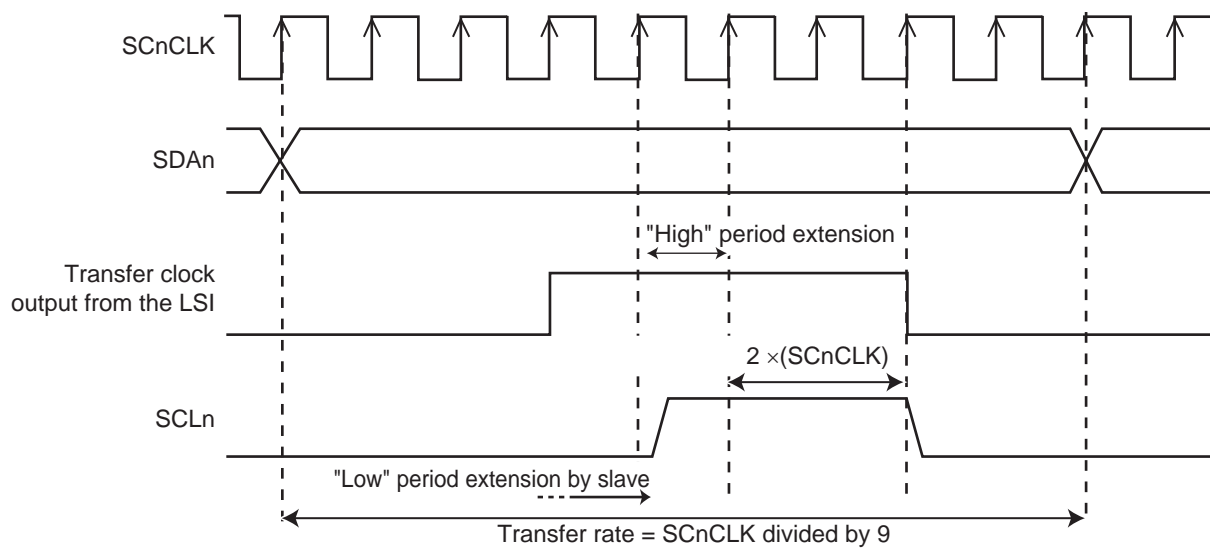 SCnCLK
SDAn
"High" period extension
Transfer clock
output from the LSI
2 ×(SCnCLK)
SCLn
"Low" period extension by slave
Transfer rate = SCnCLK divided by 9